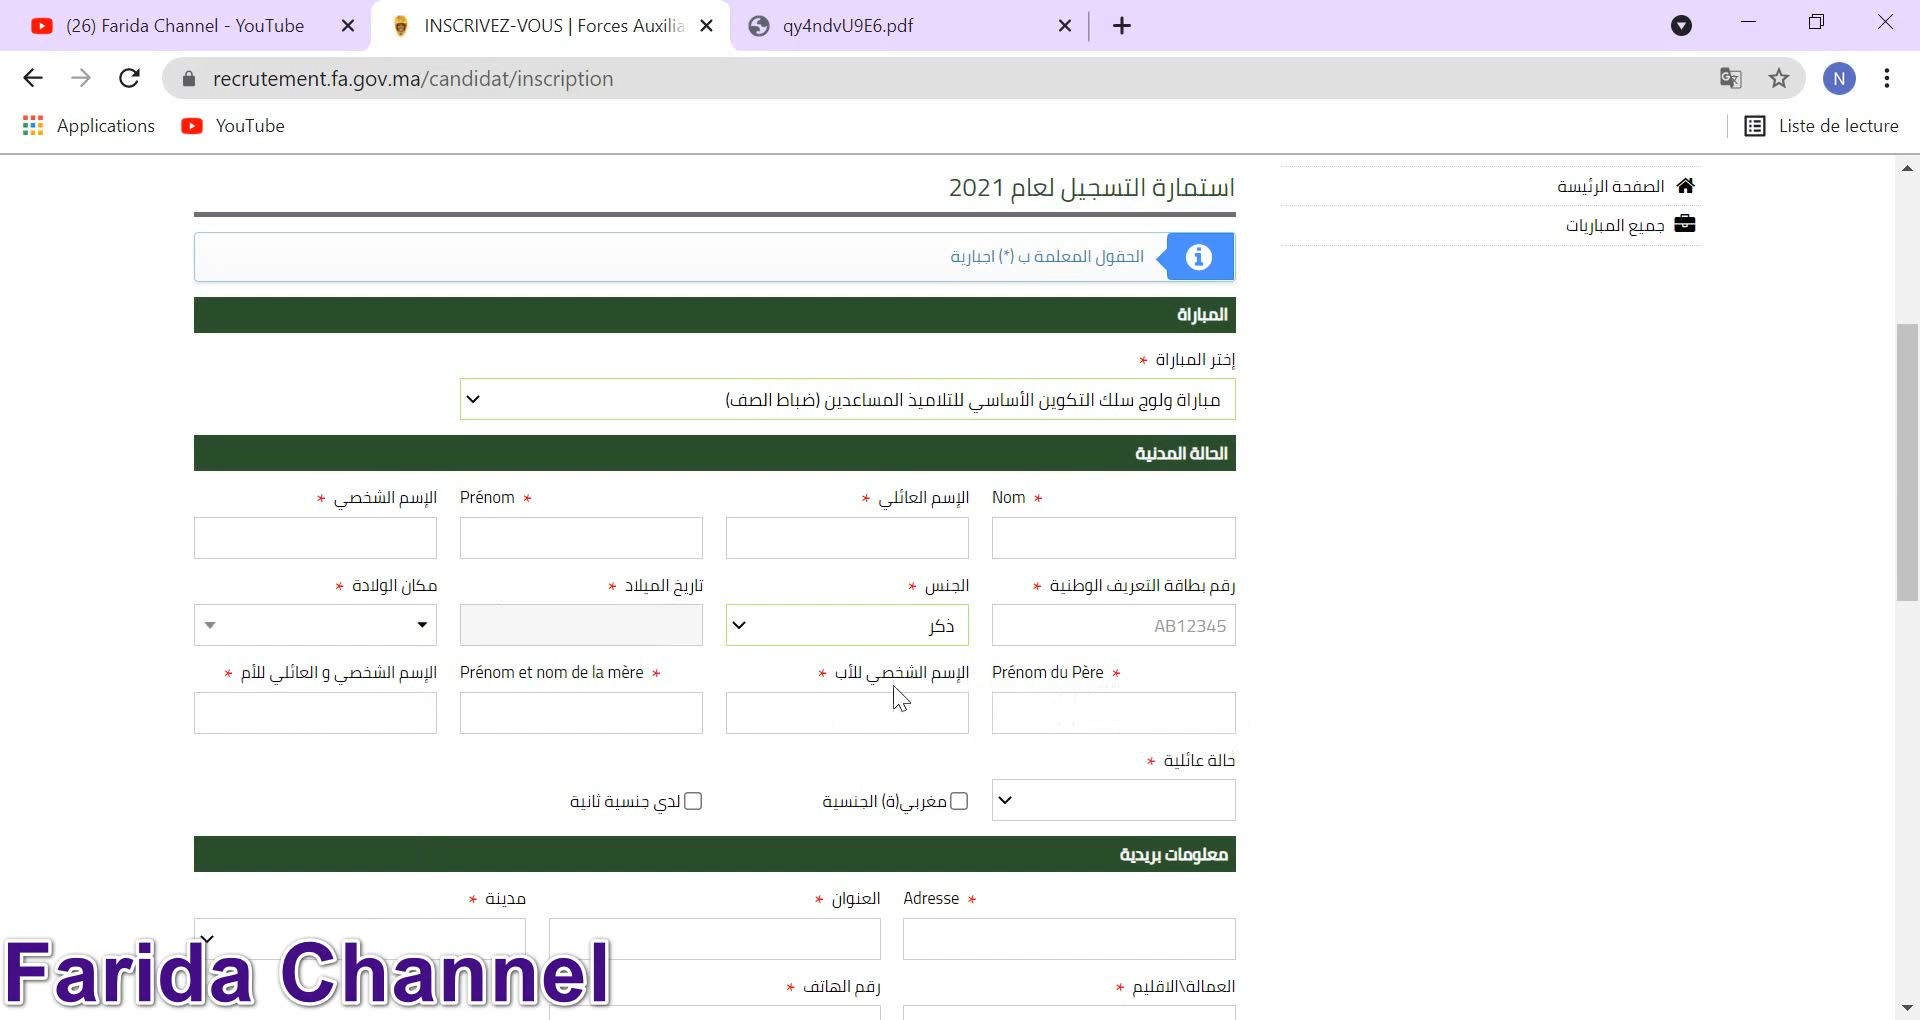 (26) Farida Channel - YouTube
INSCRIVEZ-VOUS | Forces Auxilia
qy4ndvU9E6.pdf
recrutement.fa.gov.ma/candidat/inscription
N
Applications
YouTube
Liste de lecture
الصفحة الرئيسة
جميع المباريات
استمارة التسجيل لعام 2021
الحقول المعلمة ب (*) اجبارية
المباراة
إختر المباراة *
مباراة ولوج سلك التكوين الأساسي للتلاميذ المساعدين (ضباط الصف)
الحالة المدنية
Nom *
الإسم العائلي *
Prénom *
الإسم الشخصي *
رقم بطاقة التعريف الوطنية *
الجنس *
تاريخ الميلاد *
مكان الولادة *
AB12345
ذكر
Prénom du Père *
الإسم الشخصي للأب *
Prénom et nom de la mère *
الإسم الشخصي و العائلي للأم *
حالة عائلية *
مغربي(ة) الجنسية
لدي جنسية ثانية
معلومات بريدية
Adresse *
العنوان *
مدينة *
العمالة\الاقليم *
رقم الهاتف *
Farida Channel